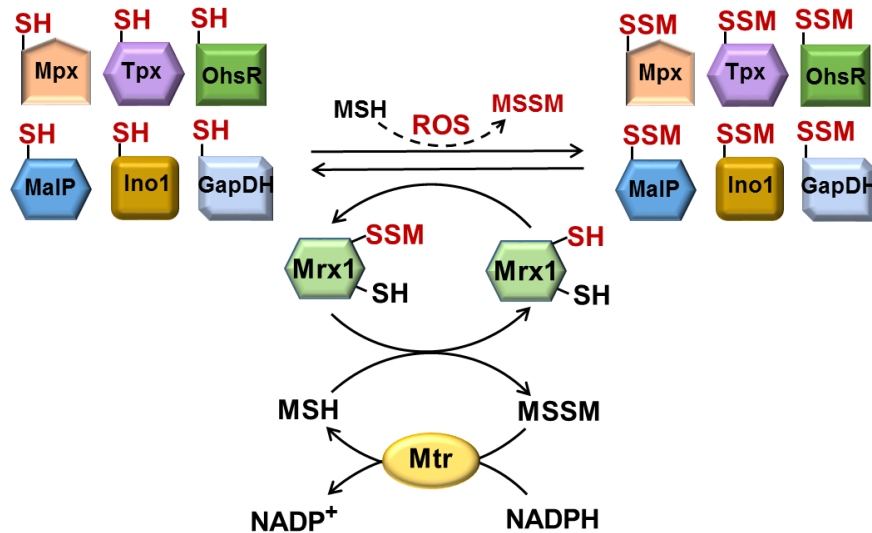 SH SH SH
Mpx Tpx OhsR
SH SH SH
MalP Ino1 GapDH
MSH ROS MSSM
SSM SSM SSM
Mpx Tpx OhsR
SSM SSM SSM
MalP Ino1 GapDH
SSM
Mrx1
SH
SH
Mrx1
SH
MSH MSSM
Mtr
NADP⁺ NADPH